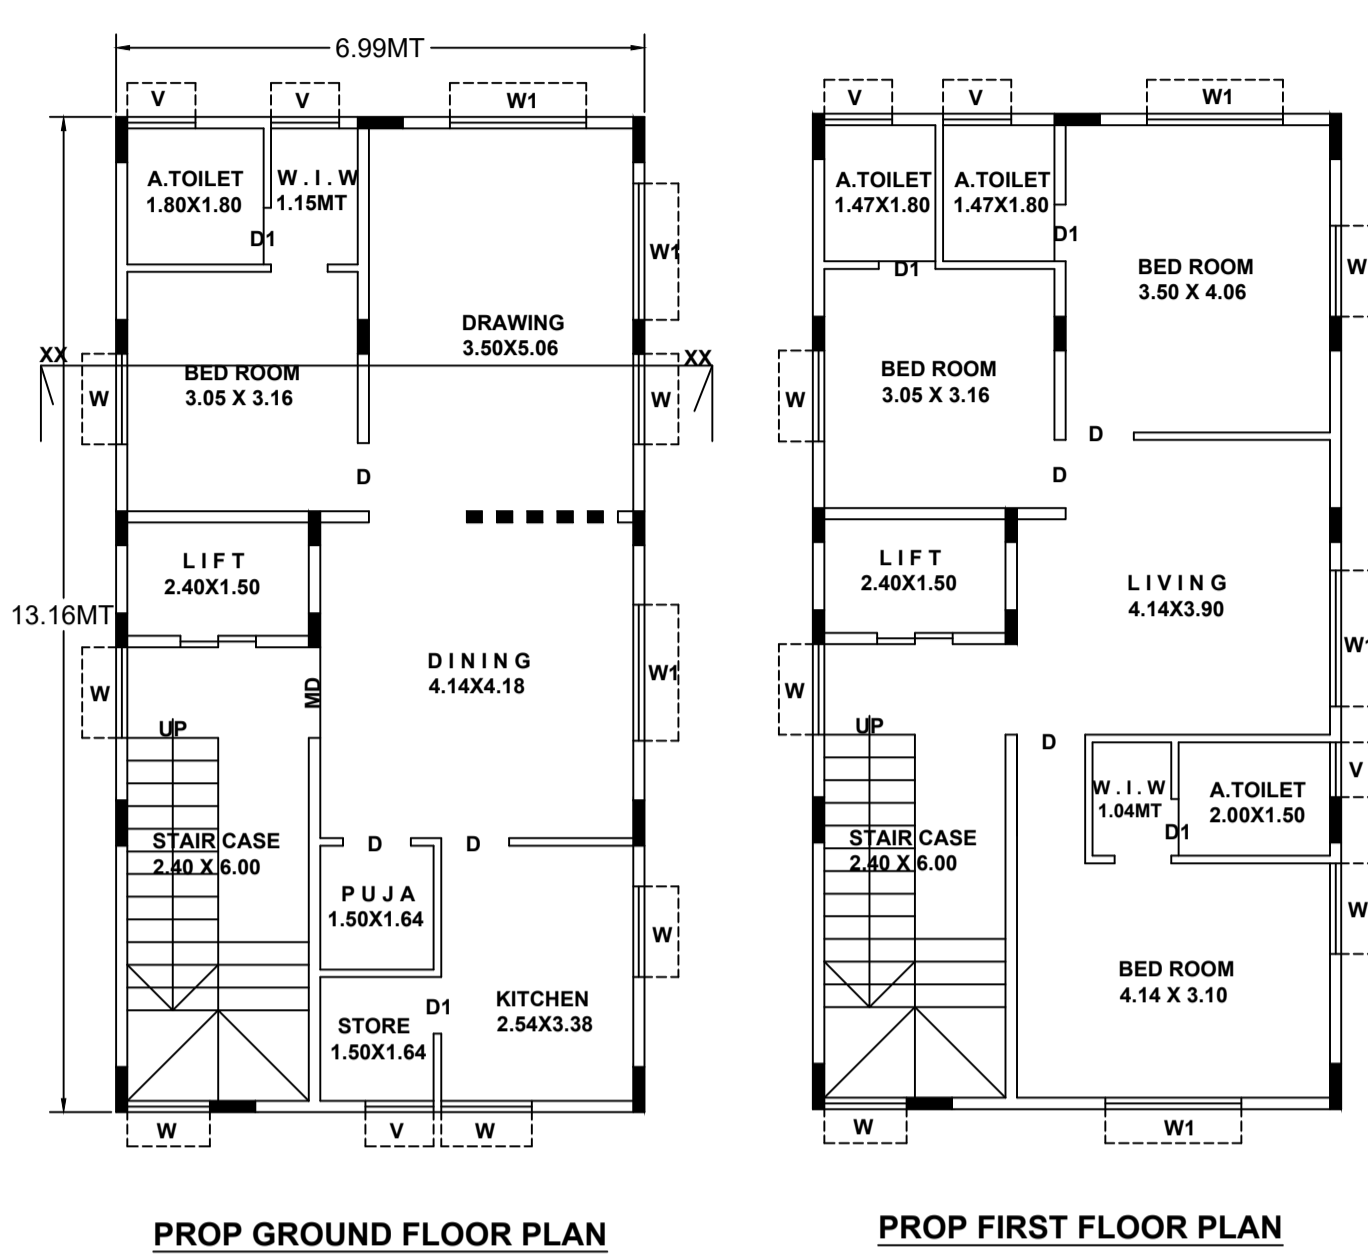 6.99MT
V
V
W1
A.TOILET
1.80X1.80
W . I . W
1.15MT
D1
W1
DRAWING
3.50X5.06
XX
XX
BED ROOM
3.05 X 3.16
W
W
D
L I F T
2.40X1.50
13.16MT
D I N I N G
4.14X4.18
W1
W
MD
UP
STAIR CASE
2.40 X 6.00
D
D
P U J A
1.50X1.64
W
D1
KITCHEN
2.54X3.38
STORE
1.50X1.64
W
V
W
PROP GROUND FLOOR PLAN
V
V
W1
A.TOILET
1.47X1.80
A.TOILET
1.47X1.80
D1
D1
BED ROOM
3.50 X 4.06
W
BED ROOM
3.05 X 3.16
W
D
D
L I F T
2.40X1.50
L I V I N G
4.14X3.90
W1
W
UP
D
V
W . I . W
1.04MT
A.TOILET
2.00X1.50
D1
STAIR CASE
2.40 X 6.00
W
BED ROOM
4.14 X 3.10
W
W1
PROP FIRST FLOOR PLAN